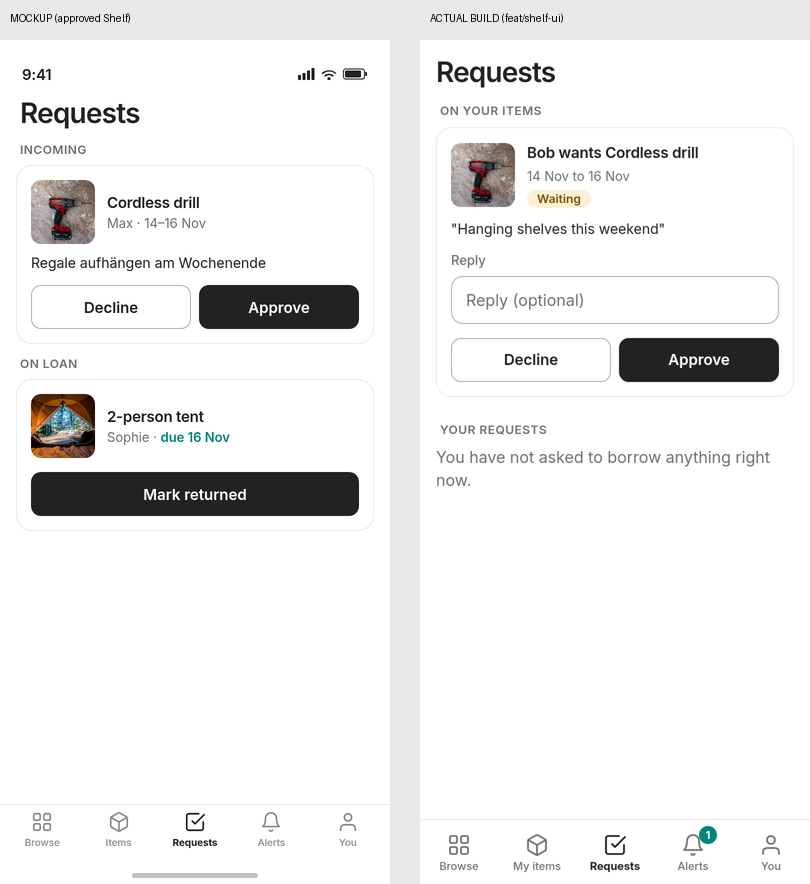 MOCKUP (approved Shelf)
9:41
Requests
INCOMING
Cordless drill
Max · 14–16 Nov
Regale aufhängen am Wochenende
Decline
Approve
ON LOAN
2-person tent
Sophie · due 16 Nov
Mark returned
Browse
Items
Requests
Alerts
You
ACTUAL BUILD (feat/shelf-ui)
Requests
ON YOUR ITEMS
Bob wants Cordless drill
14 Nov to 16 Nov
Waiting
"Hanging shelves this weekend"
Reply
Reply (optional)
Decline
Approve
YOUR REQUESTS
You have not asked to borrow anything right
now.
1
Browse
My items
Requests
Alerts
You